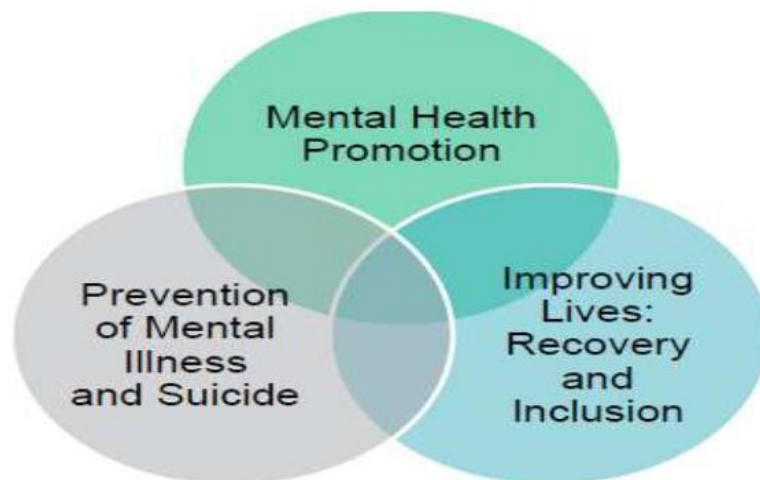 Mental Health
Promotion
Prevention
of Mental
Illness
and Suicide
Improving
Lives:
Recovery
and
Inclusion